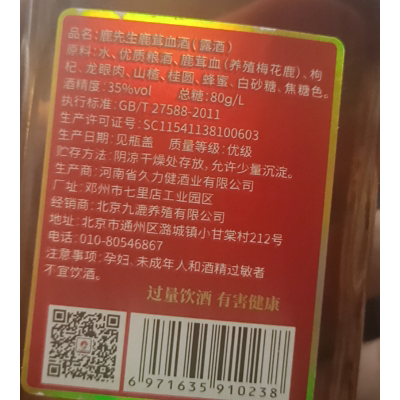 品名:鹿先生鹿茸血酒(露酒)
原料:水、优质粮酒、鹿茸血(养殖梅花鹿)、枸
杞、龙眼肉、山楂、桂圆、蜂蜜、白砂糖、焦糖色。
酒精度:35%vol 总糖:80g/L
执行标准:GB/T 27588-2011
生产许可证号:SC11541138100603
生产日期:见瓶盖 质量等级:优级
贮存方法:阴凉干燥处存放,允许少量沉淀。
生产商:河南省久力健酒业有限公司
厂址:邓州市七里店工业园区
经销商:北京九漉养殖有限公司
地址:北京市通州区潞城镇小甘棠村212号
电话:010-80546867
注意事项:孕妇、未成年人和酒精过敏者
不宜饮酒。
过量饮酒 有害健康
6 971635 910238